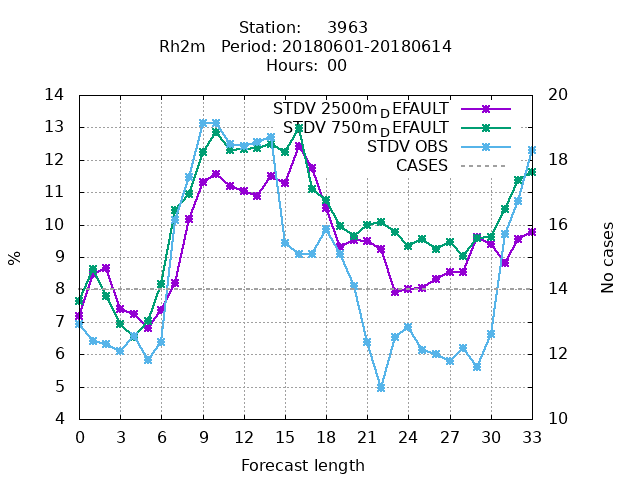 Station: 3963
Rh2m Period: 20180601-20180614
Hours: 00
STDV 2500mDEFAULT
STDV 750mDEFAULT
STDV OBS
CASES
14
13
12
11
10
9
8
7
6
5
4
%
20
18
16
14
12
10
No cases
0 3 6 9 12 15 18 21 24 27 30 33
Forecast length